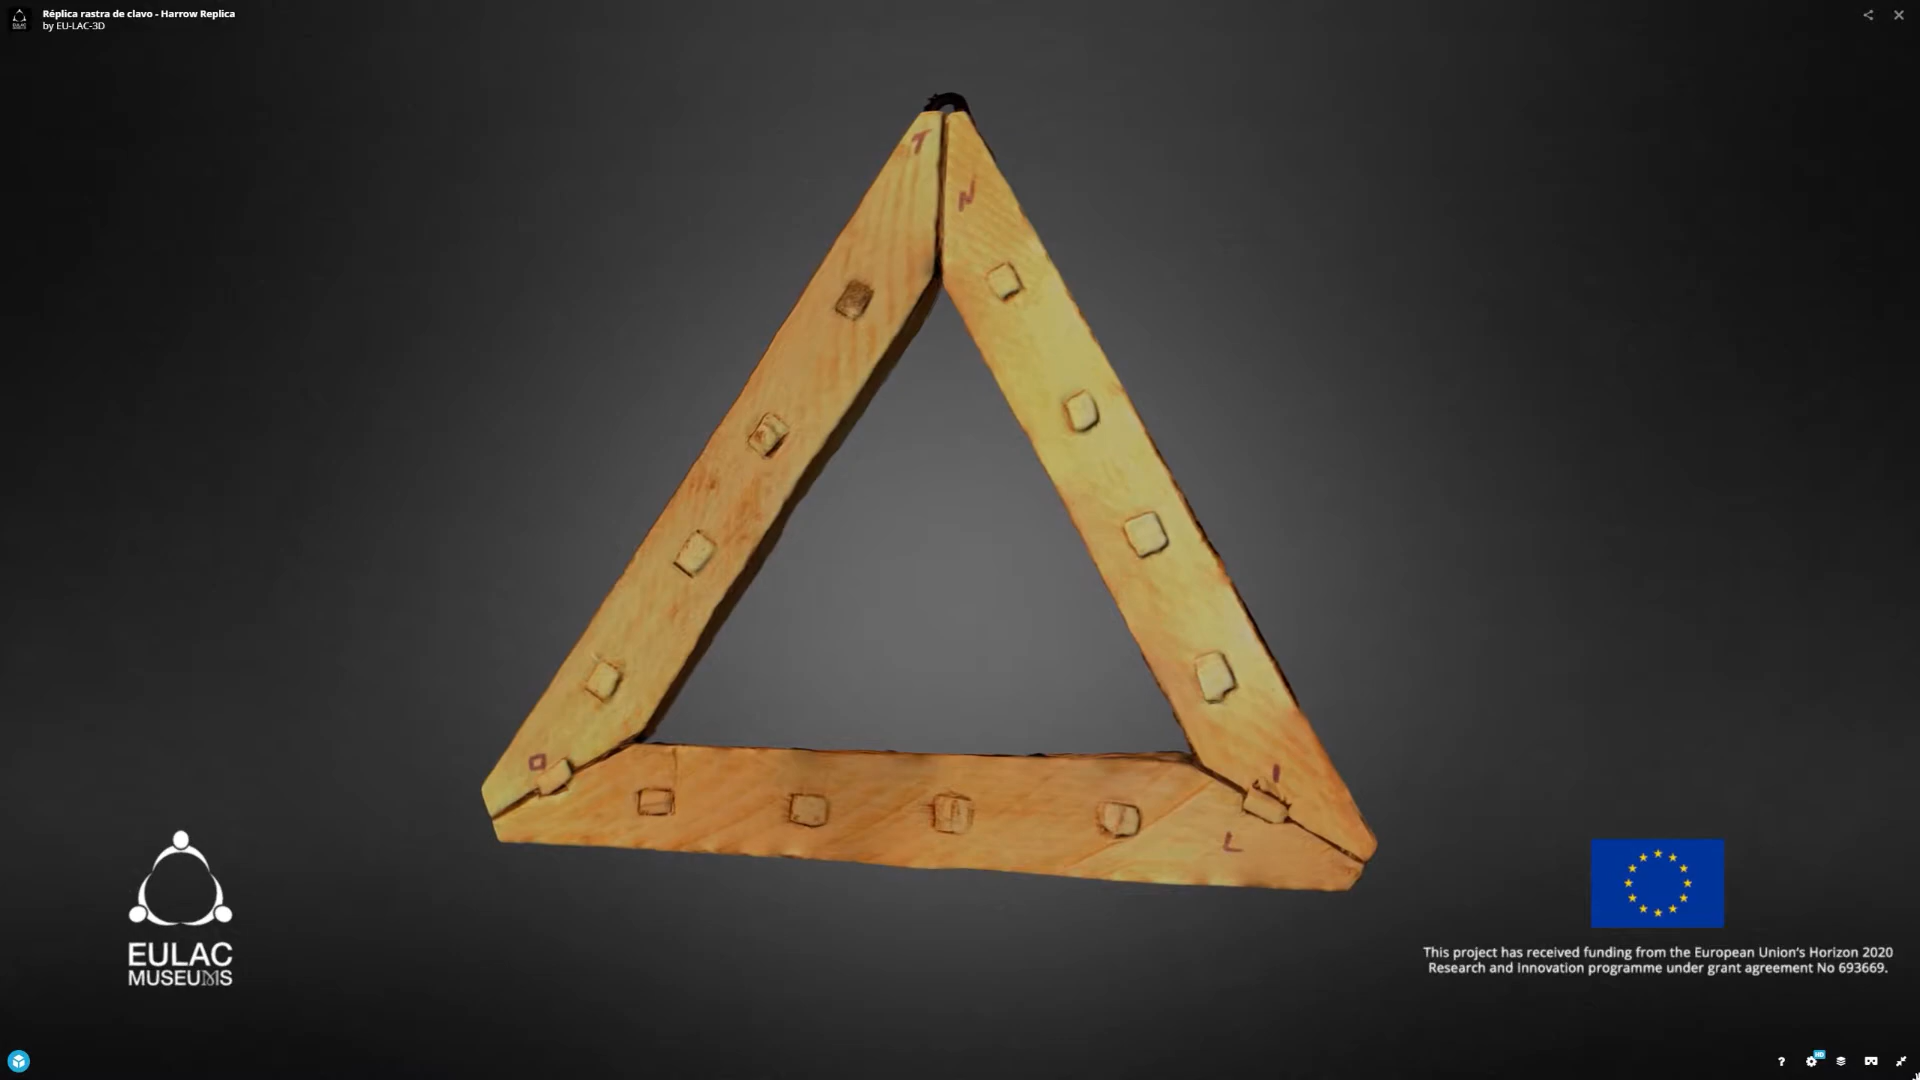 Réplica rastra de clavo - Harrow Replica
by EU-LAC-3D
T
N
O
I
L
EULAC
MUSEUMS
This project has received funding from the European Union's Horizon 2020
Research and Innovation programme under grant agreement No 693669.
?
HD